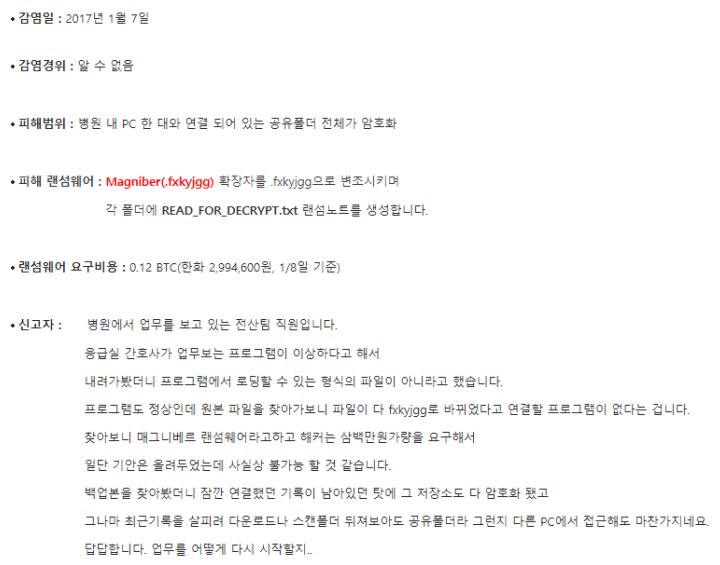 • 감염일 : 2017년 1월 7일
• 감염경위 : 알 수 없음
• 피해범위 : 병원 내 PC 한 대와 연결 되어 있는 공유폴더 전체가 암호화
• 피해 랜섬웨어 : Magniber(.fxkyjgg) 확장자를 .fxkyjgg으로 변조시키며
각 폴더에 READ_FOR_DECRYPT.txt 랜섬노트를 생성합니다.
• 랜섬웨어 요구비용 : 0.12 BTC(한화 2,994,600원, 1/8일 기준)
• 신고자 : 병원에서 업무를 보고 있는 전산팀 직원입니다.
응급실 간호사가 업무보는 프로그램이 이상하다고 해서
내려가봤더니 프로그램에서 로딩할 수 있는 형식의 파일이 아니라고 했습니다.
프로그램도 정상인데 원본 파일을 찾아가보니 파일이 다 fxkyjgg로 바뀌었다고 연결할 프로그램이 없다는 겁니다.
찾아보니 매그니베르 랜섬웨어라고하고 해커는 삼백만원가량을 요구해서
일단 기안은 올려두었는데 사실상 불가능 할 것 같습니다.
백업본을 찾아봤더니 잠깐 연결했던 기록이 남아있던 탓에 그 저장소도 다 암호화 됐고
그나마 최근기록을 살피려 다운로드나 스캔폴더 뒤져보아도 공유폴더라 그런지 다른 PC에서 접근해도 마찬가지네요.
답답합니다. 업무를 어떻게 다시 시작할지..